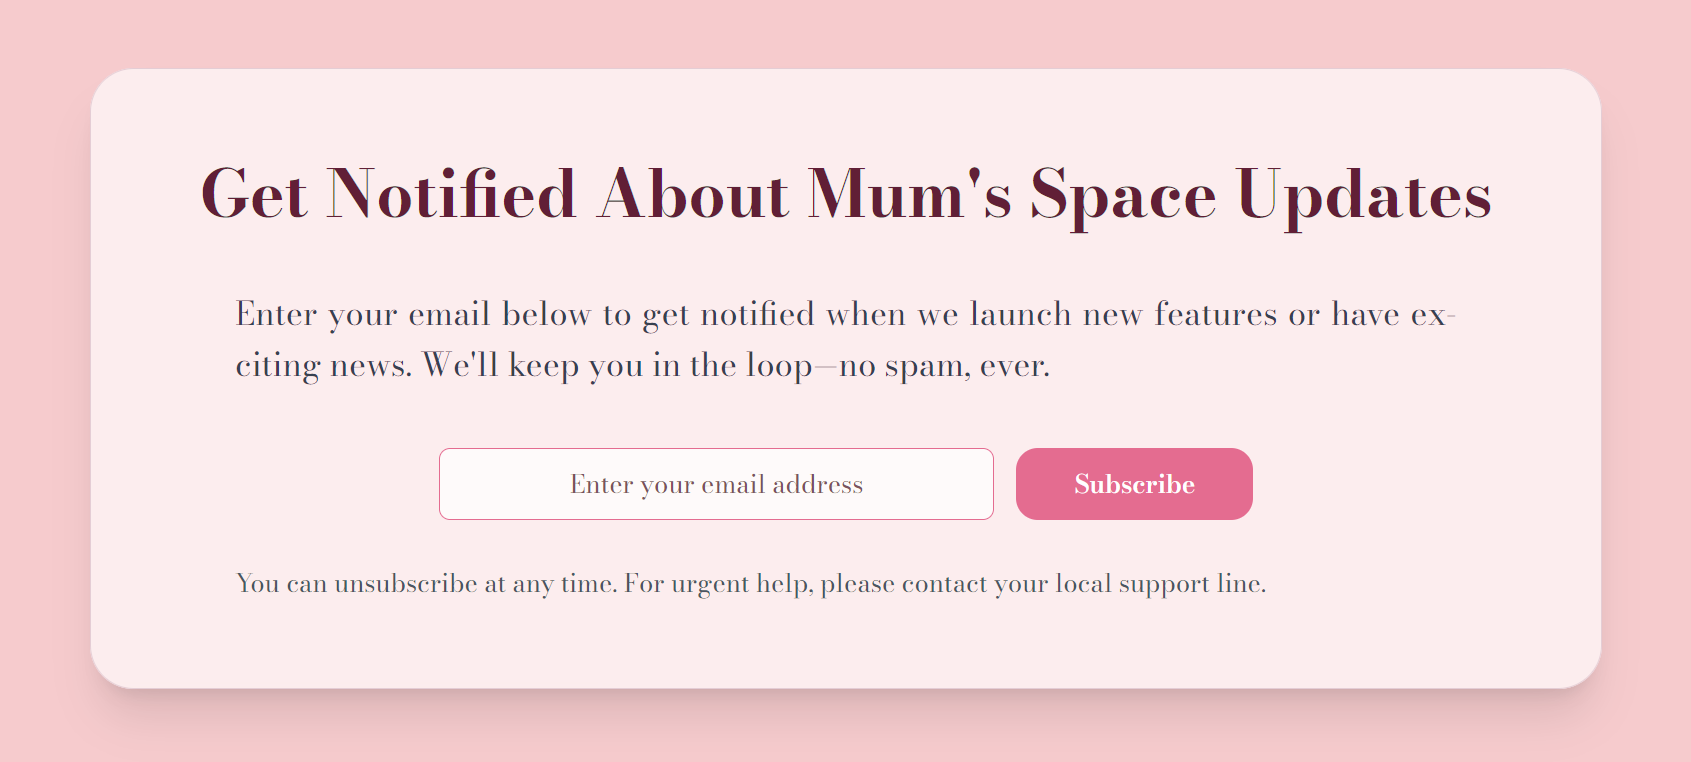 Get Notified About Mum's Space Updates
Enter your email below to get notified when we launch new features or have ex-
citing news. We'll keep you in the loop—no spam, ever.
Enter your email address
Subscribe
You can unsubscribe at any time. For urgent help, please contact your local support line.